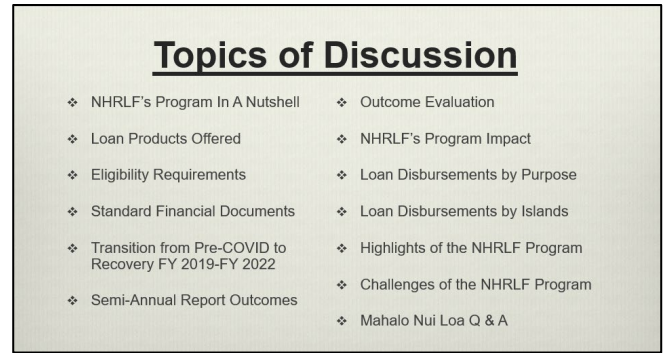 Topics of Discussion
❖ NHRLF's Program In A Nutshell
❖ Loan Products Offered
❖ Eligibility Requirements
❖ Standard Financial Documents
❖ Transition from Pre-COVID to
Recovery FY 2019-FY 2022
❖ Semi-Annual Report Outcomes
❖ Outcome Evaluation
❖ NHRLF's Program Impact
❖ Loan Disbursements by Purpose
❖ Loan Disbursements by Islands
❖ Highlights of the NHRLF Program
❖ Challenges of the NHRLF Program
❖ Mahalo Nui Loa Q & A